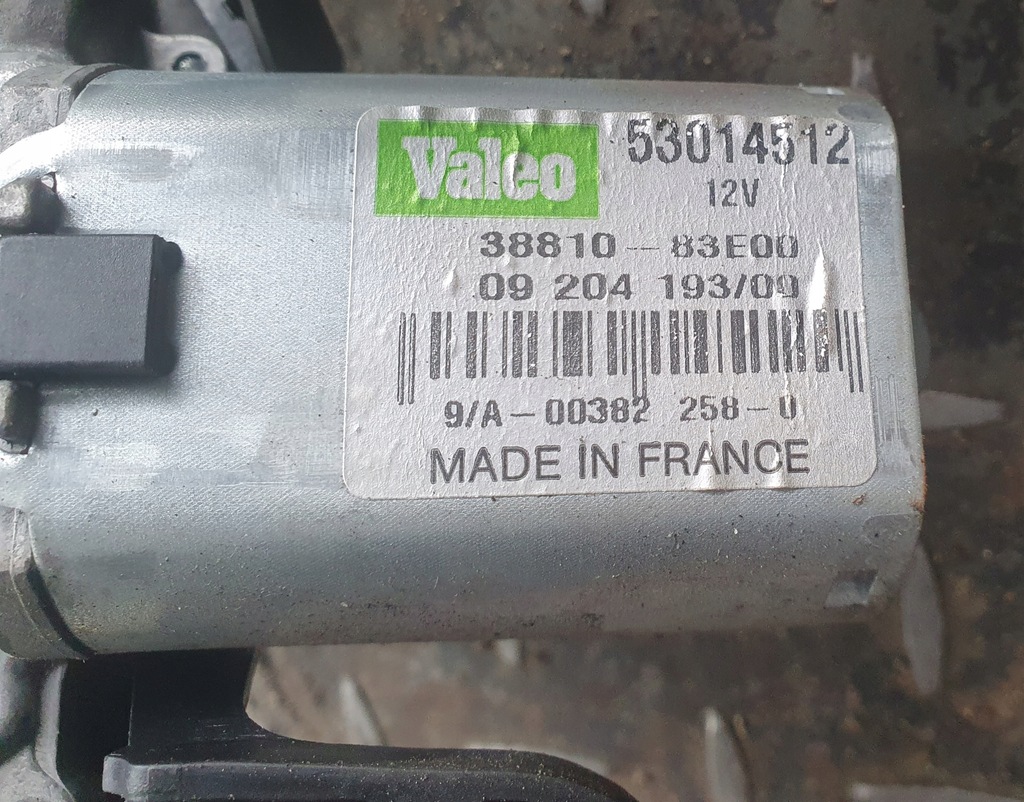 Valeo 53014512
12V
38810-83E00
09 204 193/09
9/A-00382 258-0
MADE IN FRANCE